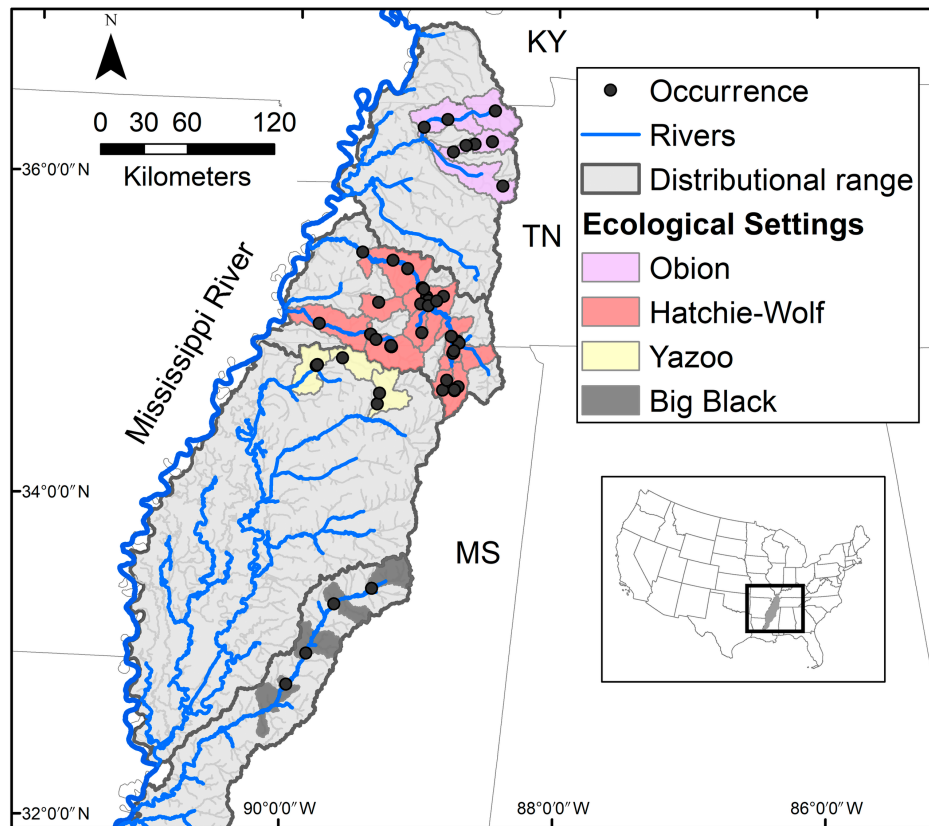 N
KY
0 30 60 120
Kilometers
Occurrence
Rivers
Distributional range
Ecological Settings
Obion
Hatchie-Wolf
Yazoo
Big Black
36°0'0"N
TN
Mississippi River
34°0'0"N
MS
32°0'0"N
90°0'0"W
88°0'0"W
86°0'0"W